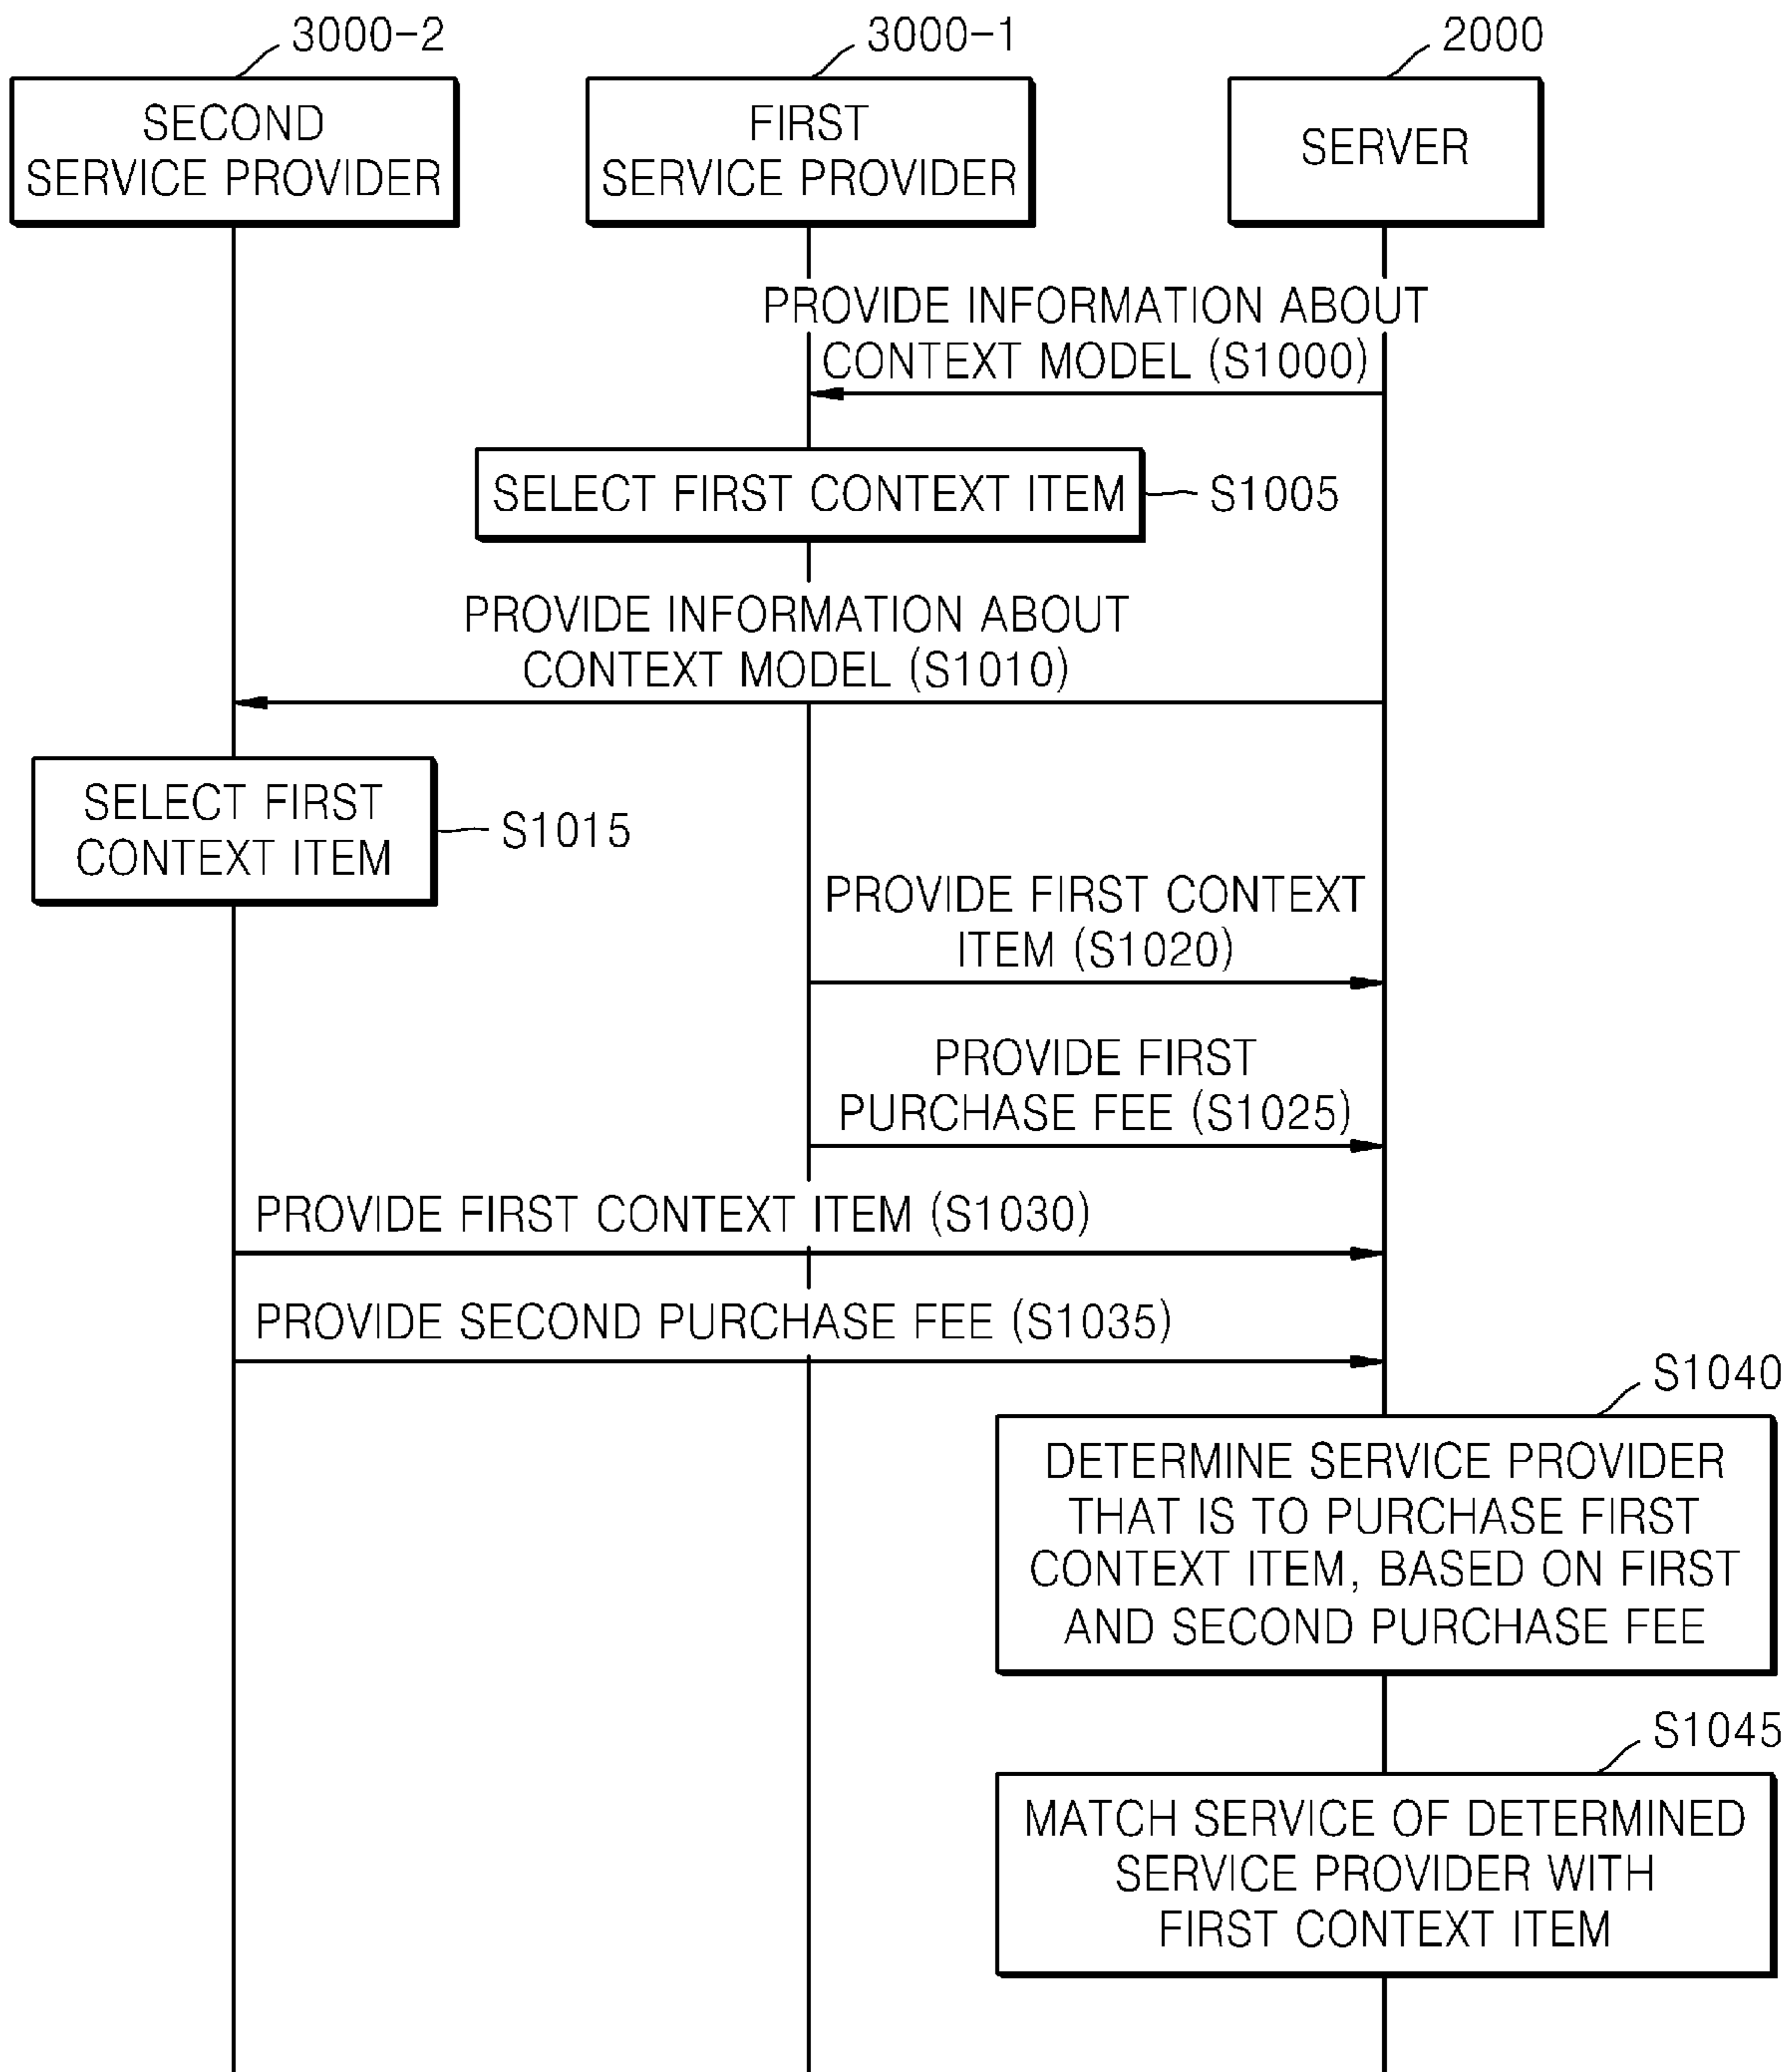 3000-2
3000-1
2000
SECOND
SERVICE PROVIDER
FIRST
SERVICE PROVIDER
SERVER
PROVIDE INFORMATION ABOUT
CONTEXT MODEL (S1000)
SELECT FIRST CONTEXT ITEM
S1005
PROVIDE INFORMATION ABOUT
CONTEXT MODEL (S1010)
SELECT FIRST
CONTEXT ITEM
S1015
PROVIDE FIRST CONTEXT
ITEM (S1020)
PROVIDE FIRST
PURCHASE FEE (S1025)
PROVIDE FIRST CONTEXT ITEM (S1030)
PROVIDE SECOND PURCHASE FEE (S1035)
S1040
DETERMINE SERVICE PROVIDER
THAT IS TO PURCHASE FIRST
CONTEXT ITEM, BASED ON FIRST
AND SECOND PURCHASE FEE
S1045
MATCH SERVICE OF DETERMINED
SERVICE PROVIDER WITH
FIRST CONTEXT ITEM